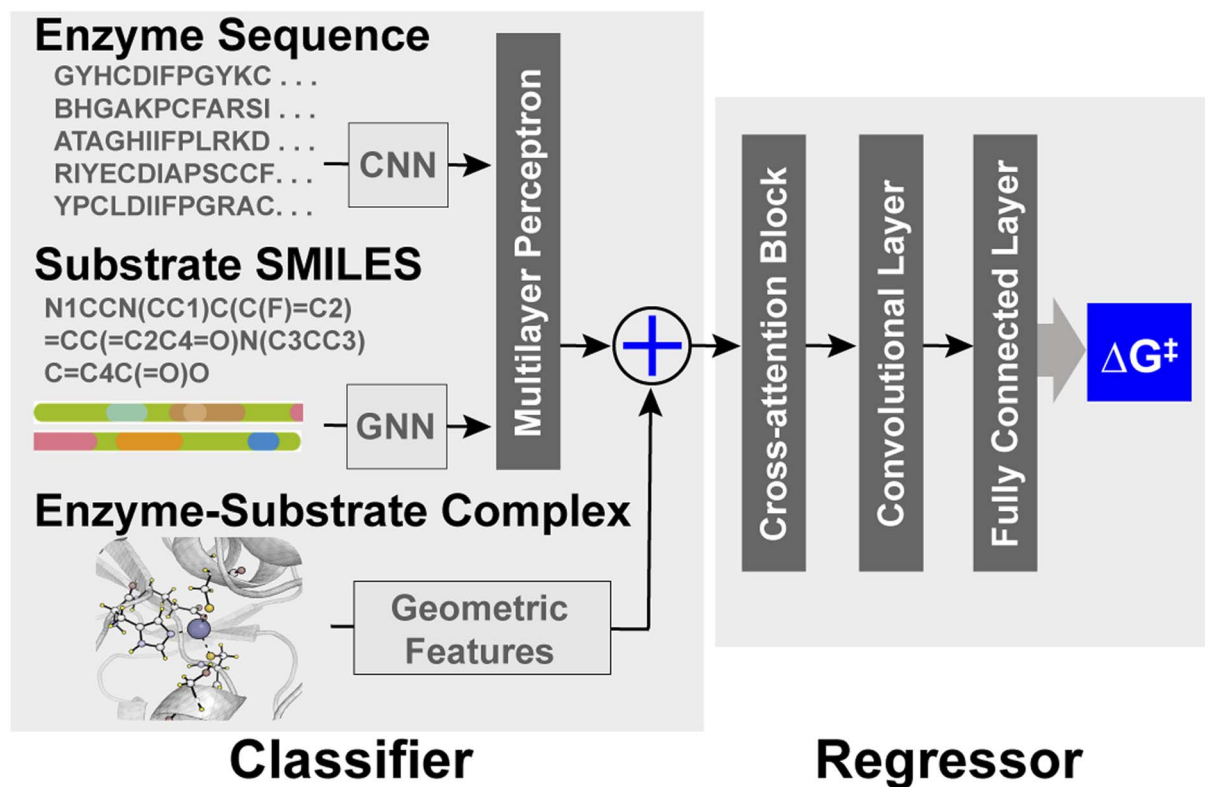 Enzyme Sequence
GYHCDIFPGYKC . . .
BHGAKPCFARSI . . .
ATAGHIIFPLRKD . . .
RIYECDIAPSCCF. . .
YPCLDIIFPGRAC. . .
CNN
Substrate SMILES
N1CCN(CC1)C(C(F)=C2)
=CC(=C2C4=O)N(C3CC3)
C=C4C(=O)O
GNN
Multilayer Perceptron
Enzyme-Substrate Complex
Geometric
Features
Classifier
Cross-attention Block
Convolutional Layer
Fully Connected Layer
ΔG‡
Regressor